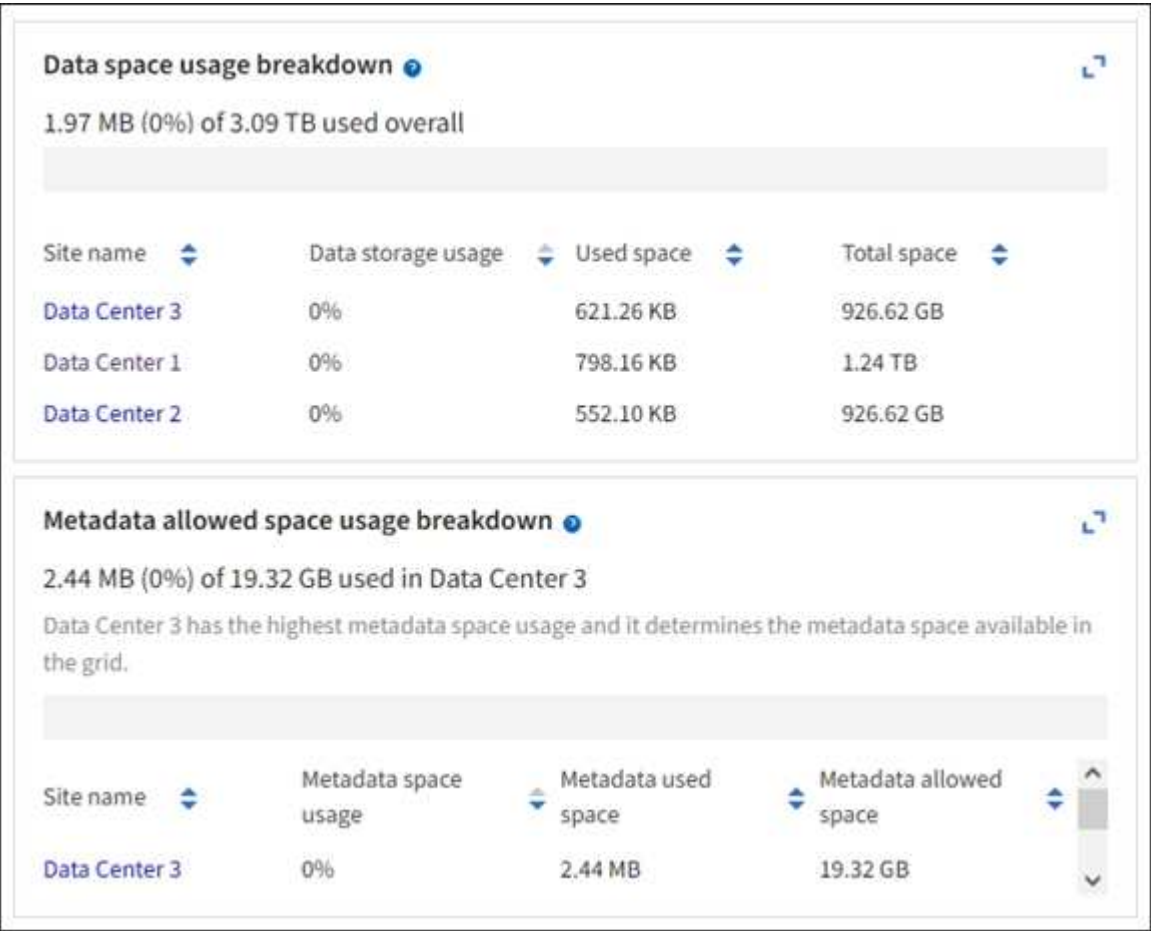 Data space usage breakdown ?
1.97 MB (0%) of 3.09 TB used overall
Site name Data storage usage Used space Total space
Data Center 3 0% 621.26 KB 926.62 GB
Data Center 1 0% 798.16 KB 1.24 TB
Data Center 2 0% 552.10 KB 926.62 GB
Metadata allowed space usage breakdown ?
2.44 MB (0%) of 19.32 GB used in Data Center 3
Data Center 3 has the highest metadata space usage and it determines the metadata space available in
the grid.
Site name Metadata space usage Metadata used space Metadata allowed space
Data Center 3 0% 2.44 MB 19.32 GB